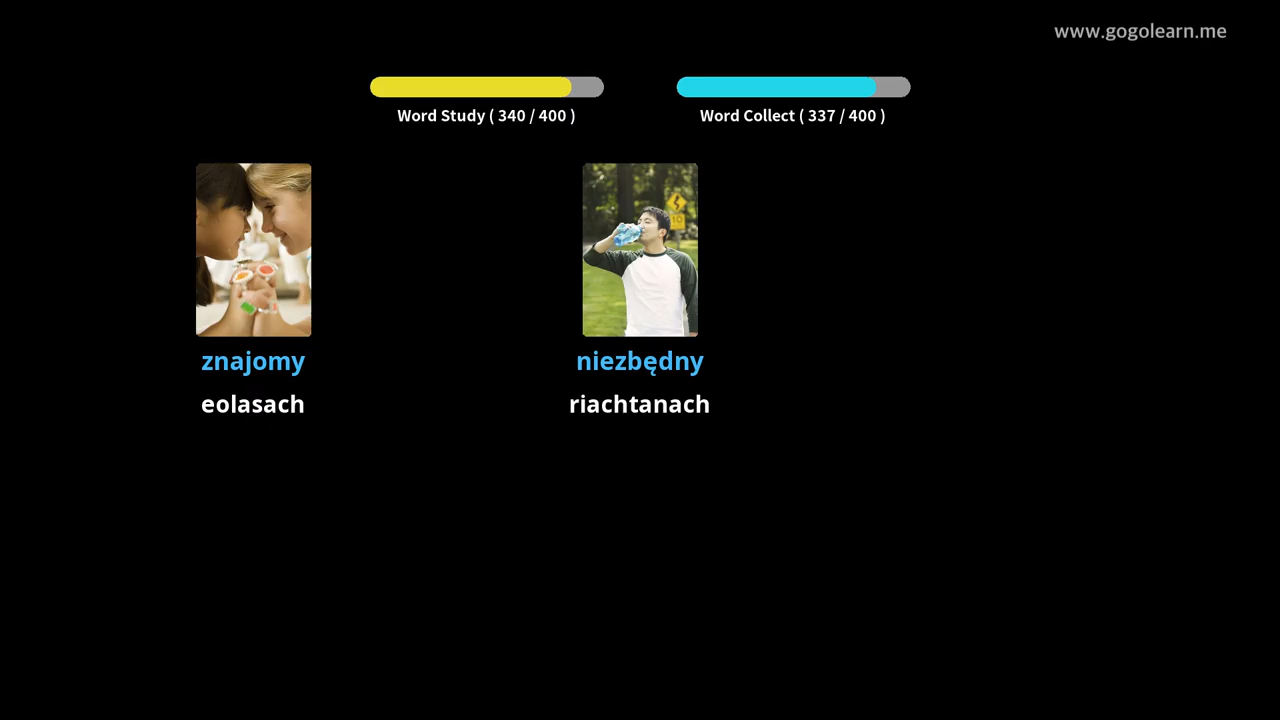 www.gogolearn.me
Word Study ( 340 / 400 )
Word Collect ( 337 / 400 )
znajomy
eolasach
niezbędny
riachtanach